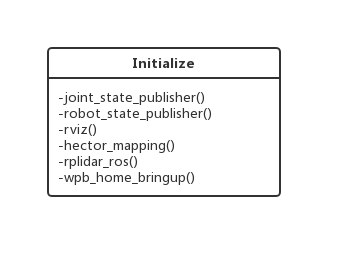 Initialize
-joint_state_publisher()
-robot_state_publisher()
-rviz()
-hector_mapping()
-rplidar_ros()
-wpb_home_bringup()